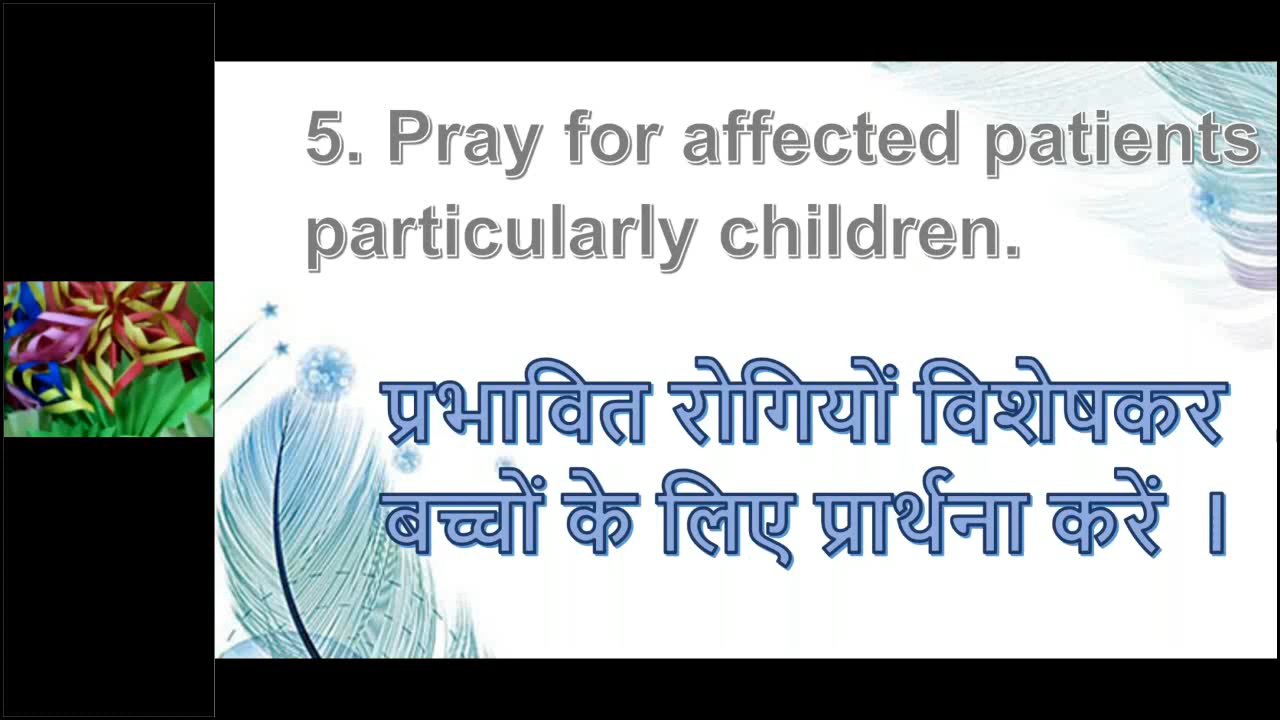 5. Pray for affected patients
particularly children.
प्रभावित रोगियों विशेषकर
बच्चों के लिए प्रार्थना करें ।